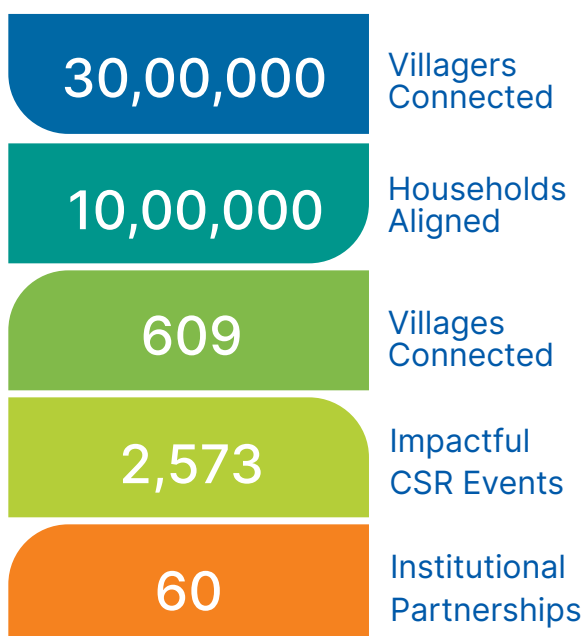 30,00,000
Villagers
Connected
10,00,000
Households
Aligned
609
Villages
Connected
2,573
Impactful
CSR Events
60
Institutional
Partnerships